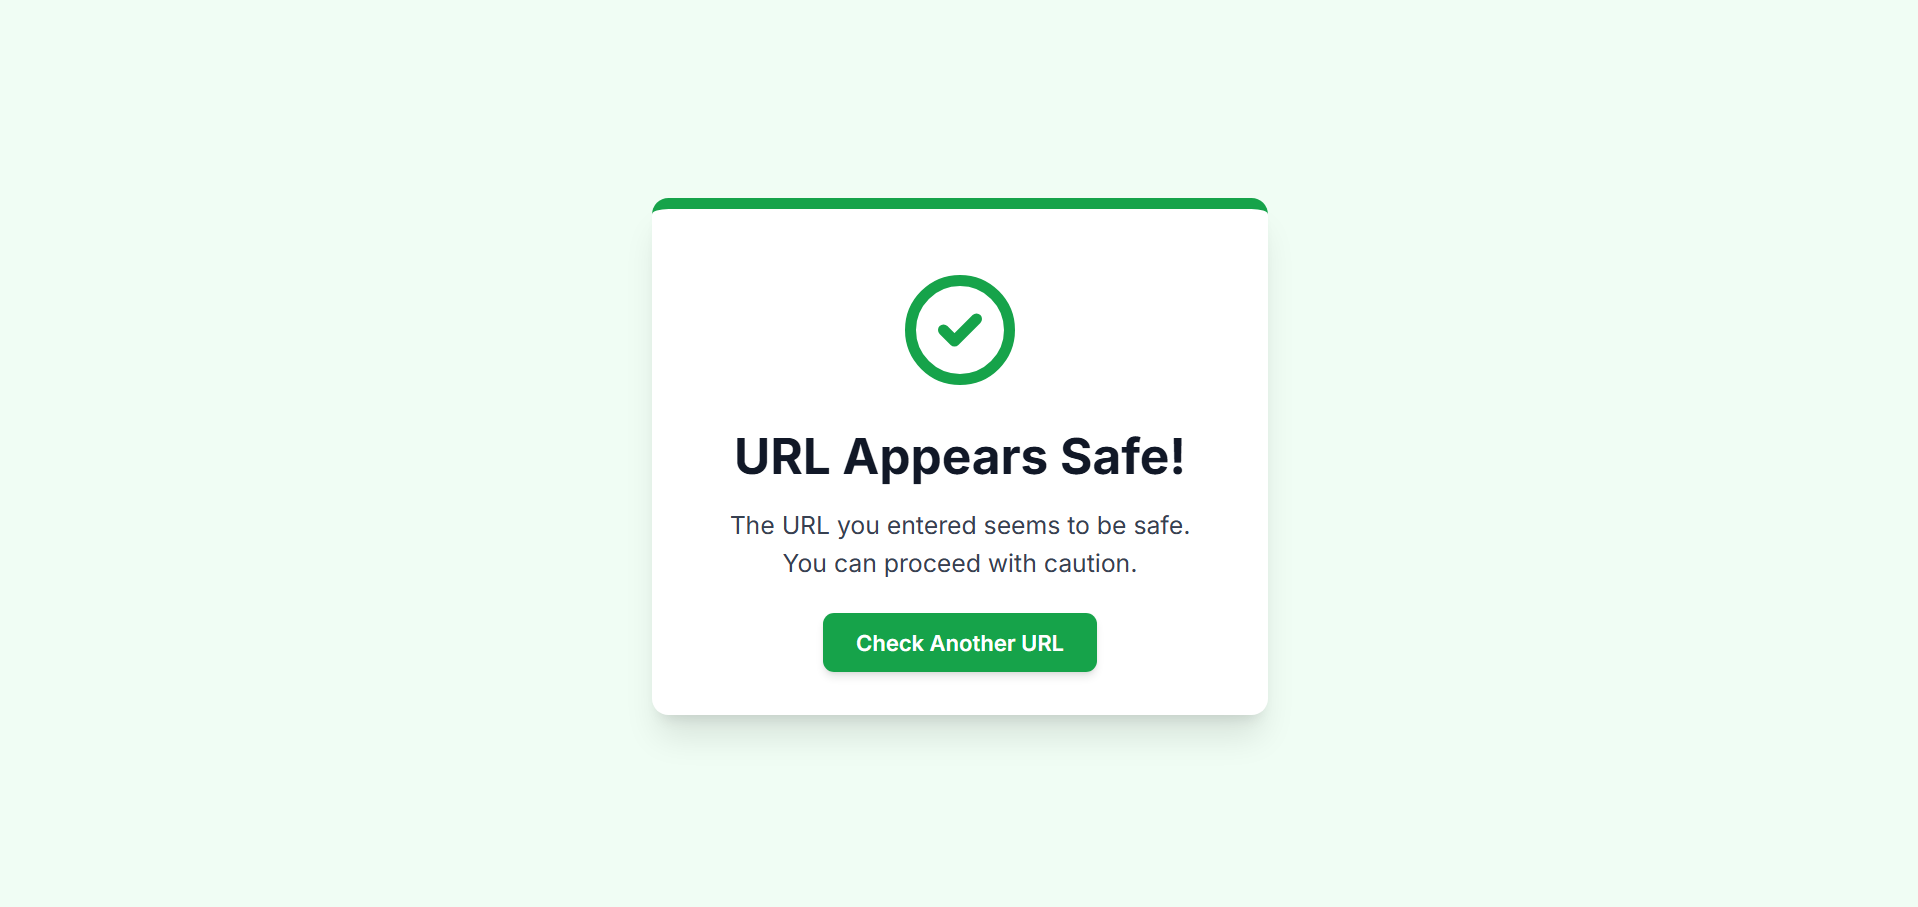 URL Appears Safe!
The URL you entered seems to be safe.
You can proceed with caution.
Check Another URL